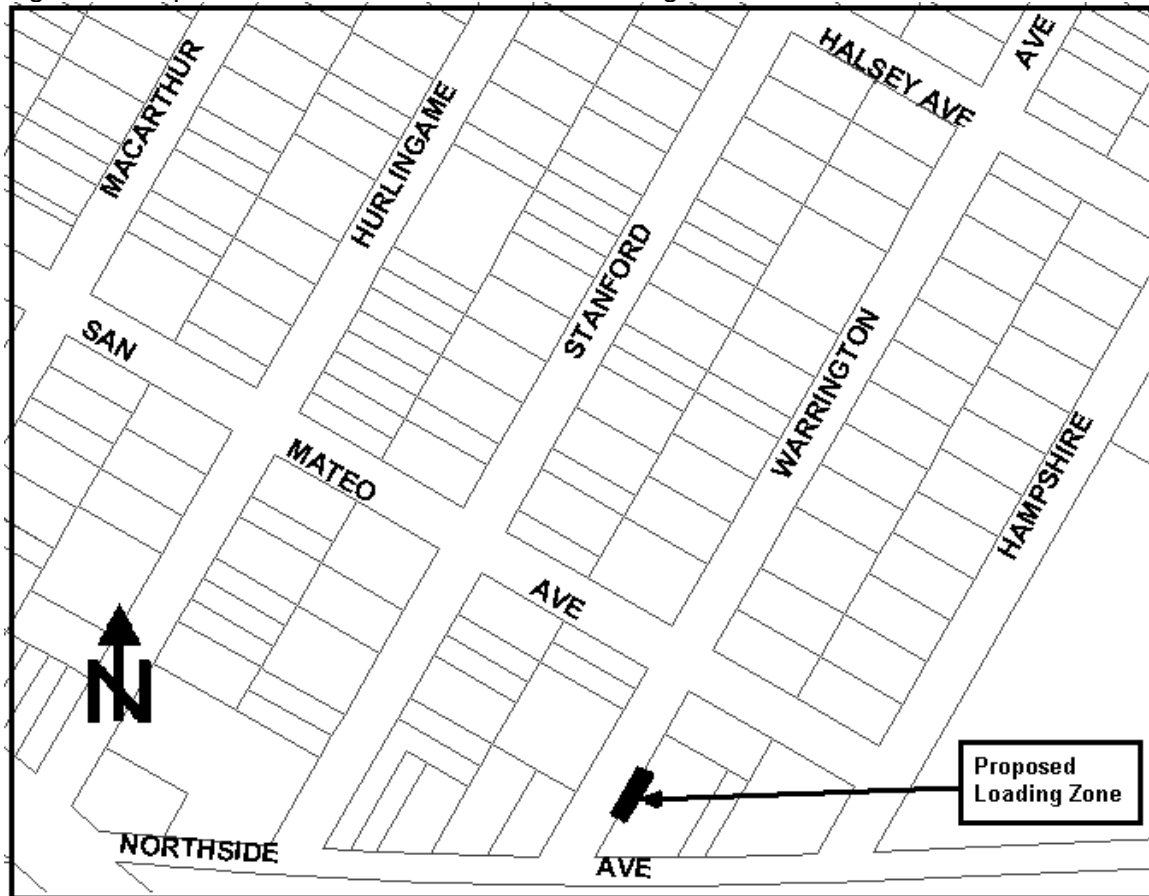 MACARTHUR
HURLINGAME
HALSEY AVE
AVE
STANFORD
SAN
MATEO
AVE
WARRINGTON
HAMPSHIRE
N
Proposed
Loading Zone
NORTHSIDE
AVE